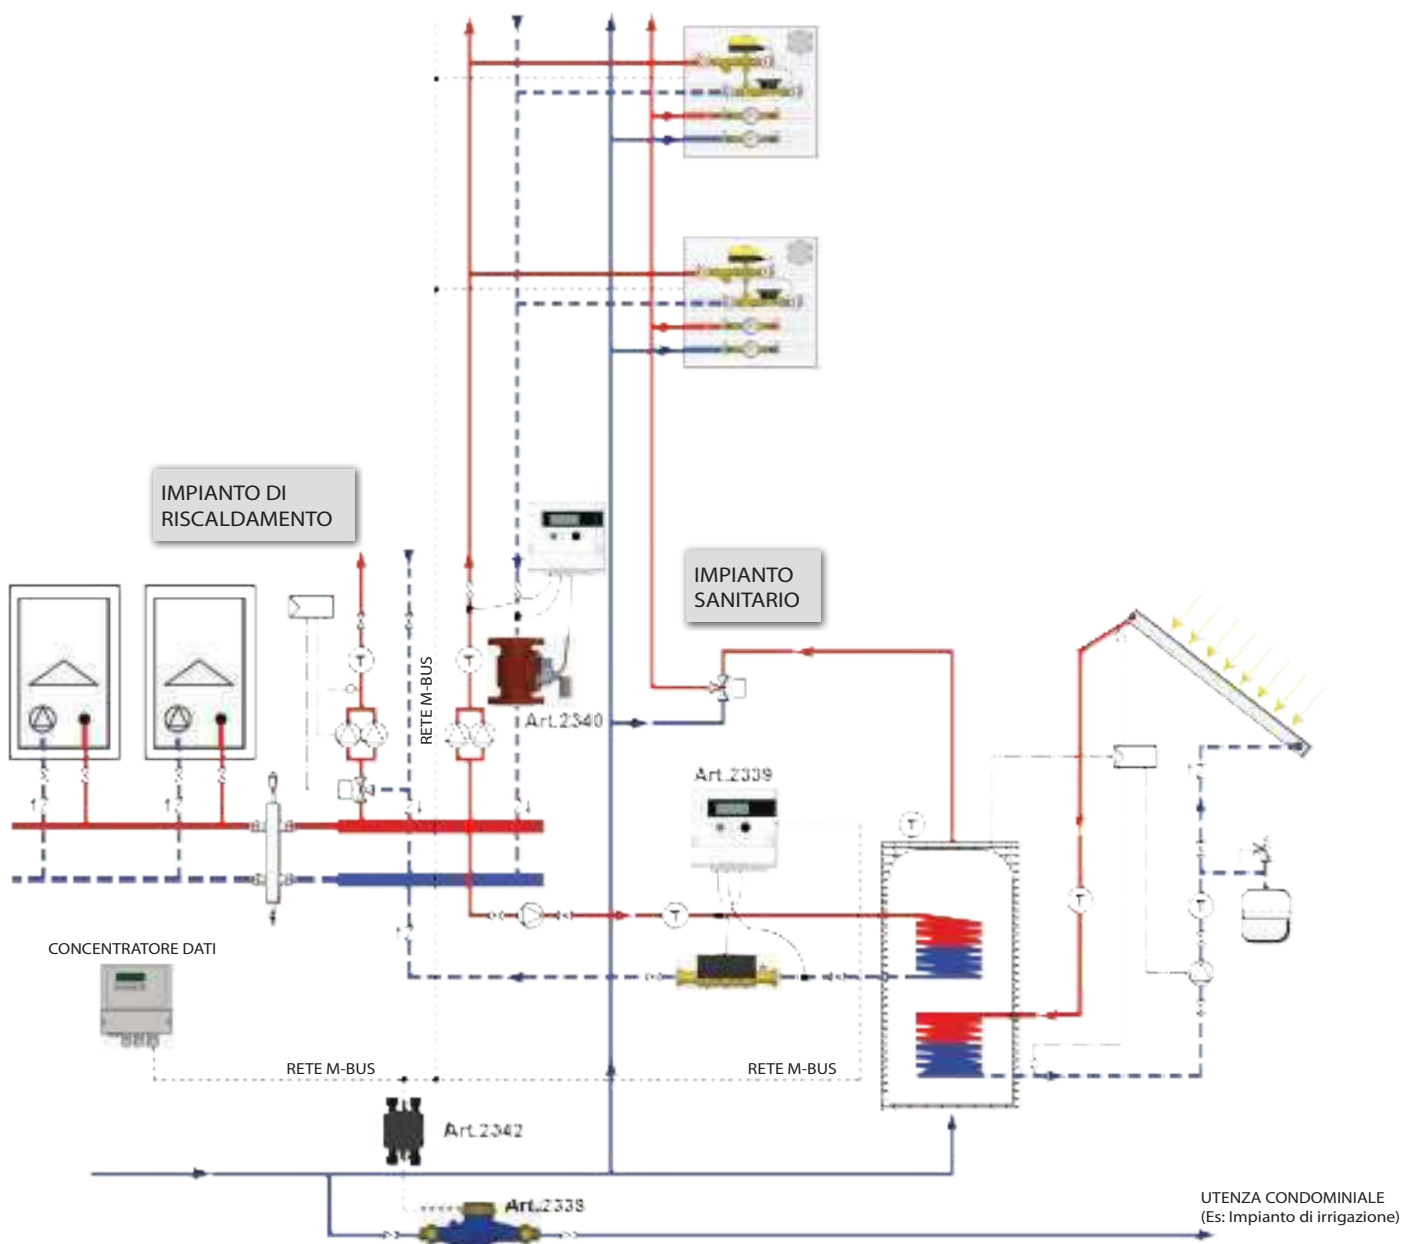 IMPIANTO DI
RISCALDAMENTO
IMPIANTO
SANITARIO
RETE M-BUS
T
T
Art.2340
Art.2339
T
T
T
T
CONCENTRATORE DATI
RETE M-BUS
RETE M-BUS
Art.2342
Art.2338
UTENZA CONDOMINIALE
(Es: Impianto di irrigazione)